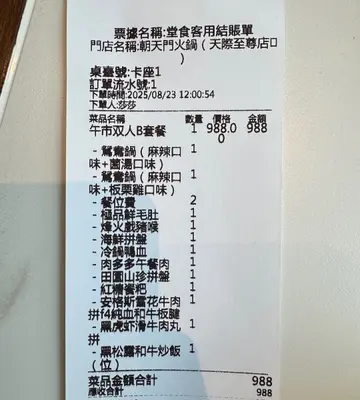 票據名稱:堂食客用結賬單
門店名稱:朝天門火鍋（天際至尊店
）
桌臺號:卡座1
訂單流水號:1
下單時間:2025/08/23 12:00:54
下單人:莎莎
菜品名稱 數量 價格 金額
午市双人B套餐 1 988.00 988
- 鴛鴦鍋（麻辣口 1
味+菌湯口味）
- 鴛鴦鍋（麻辣口 1
味+板栗雞口味）
- 餐位費 2
- 極品鮮毛肚 1
- 烽火戲豬喉 1
- 海鮮拼盤 1
- 冷鍋鴨血 1
- 肉多多午餐肉 1
- 田園山珍拼盤 1
- 紅糖餈粑 1
- 安格斯雪花牛肉 1
拼f4純血和牛板腱
- 黑虎蝦滑牛肉丸 1
拼
- 黑松露和牛炒飯 1
（位）
菜品金額合計 988
應收合計 988